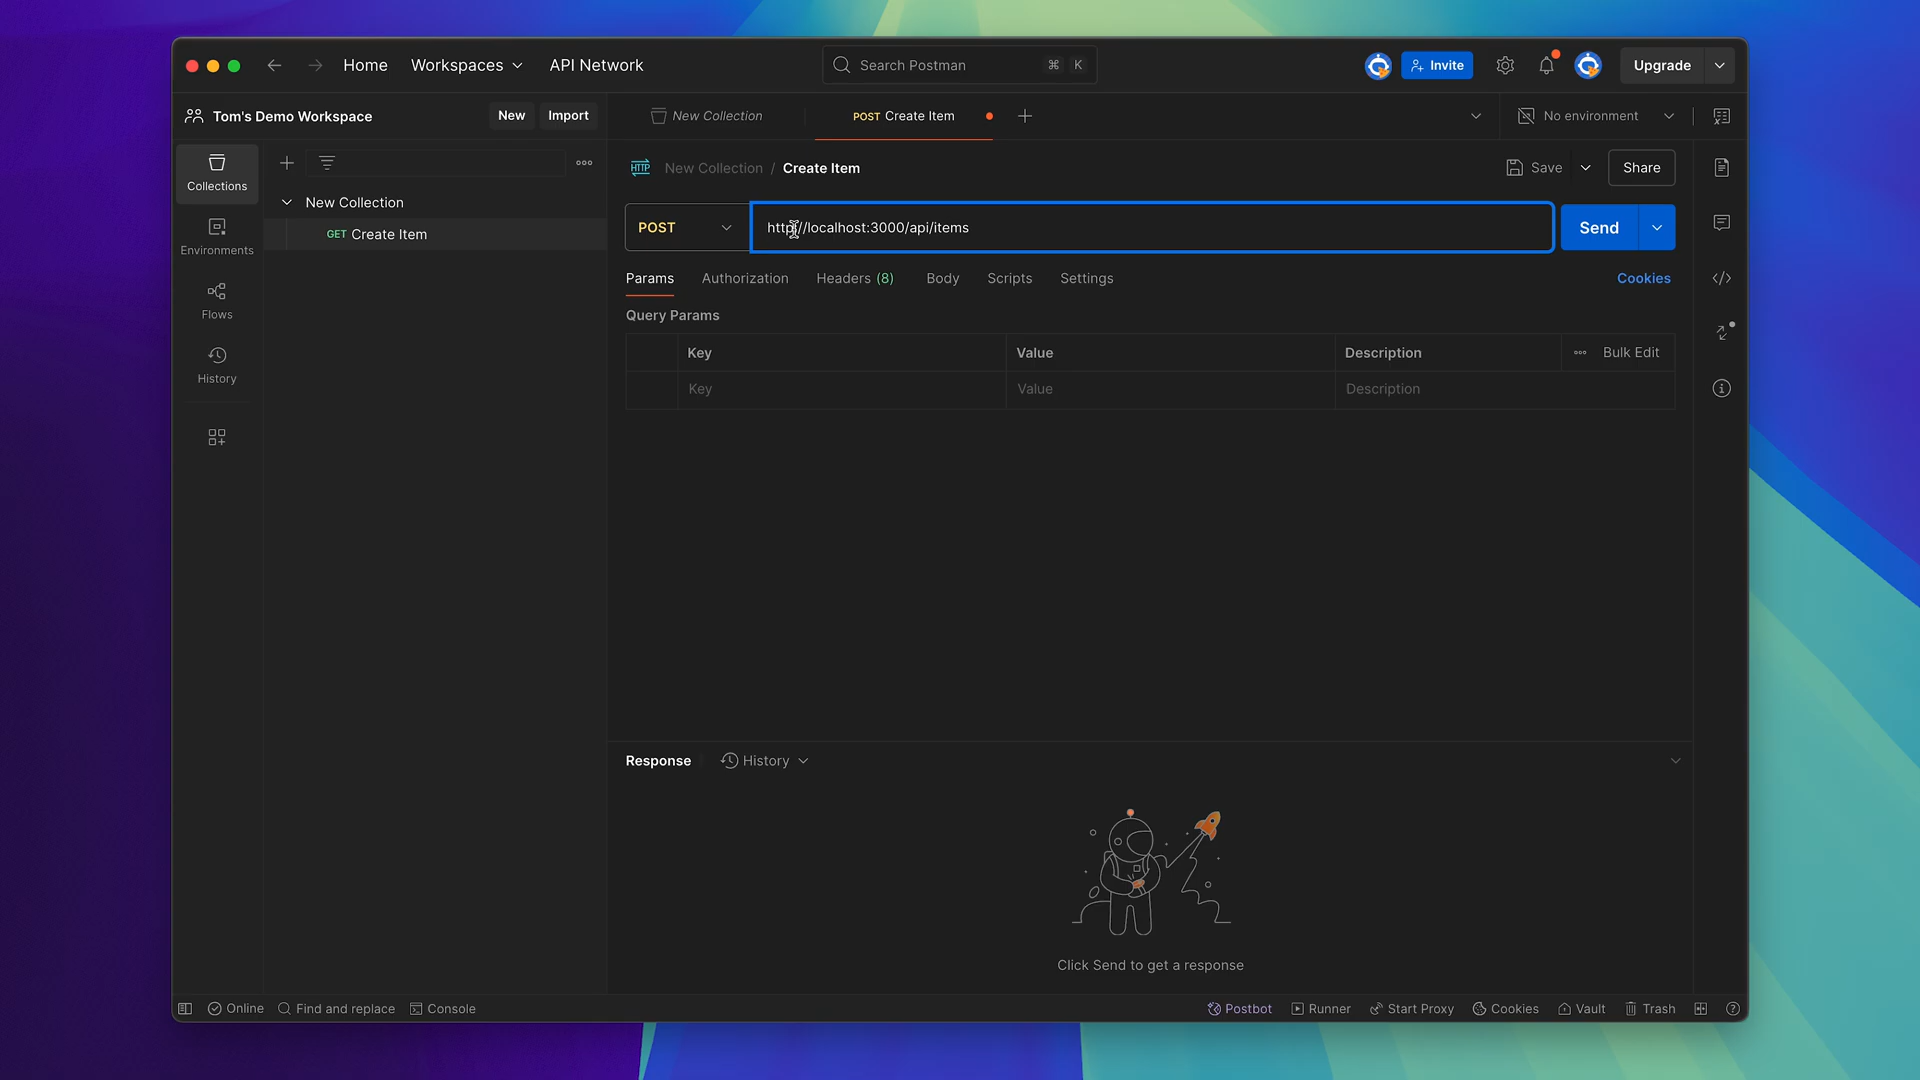 Home Workspaces API Network Search Postman ⌘ K Invite Upgrade
Tom's Demo Workspace New Import New Collection POST Create Item No environment
Collections
Environments
Flows
History
New Collection
GET Create Item
New Collection / Create Item Save Share
POST http://localhost:3000/api/items Send
Params Authorization Headers (8) Body Scripts Settings Cookies
Query Params
Key Value Description Bulk Edit
Key Value Description
Response History
Click Send to get a response
Online Find and replace Console Postbot Runner Start Proxy Cookies Vault Trash